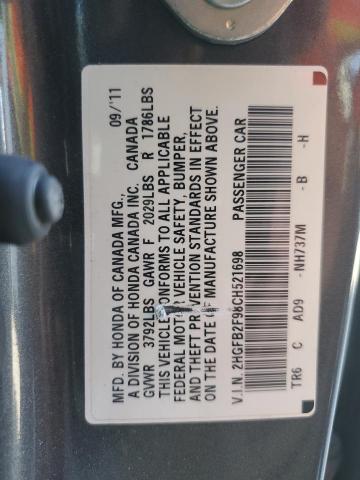 MFD. BY HONDA OF CANADA MFG., 09/'11
A DIVISION OF HONDA CANADA INC. CANADA
GVWR 3792LBS GAWR F 2029LBS R 1786LBS
THIS VEHICLE CONFORMS TO ALL APPLICABLE
FEDERAL MOTOR VEHICLE SAFETY, BUMPER,
AND THEFT PREVENTION STANDARDS IN EFFECT
ON THE DATE OF MANUFACTURE SHOWN ABOVE.
V.I.N. 2HGFB2F98CH521698 PASSENGER CAR
TR6 C AD9 -NH737M -B -H